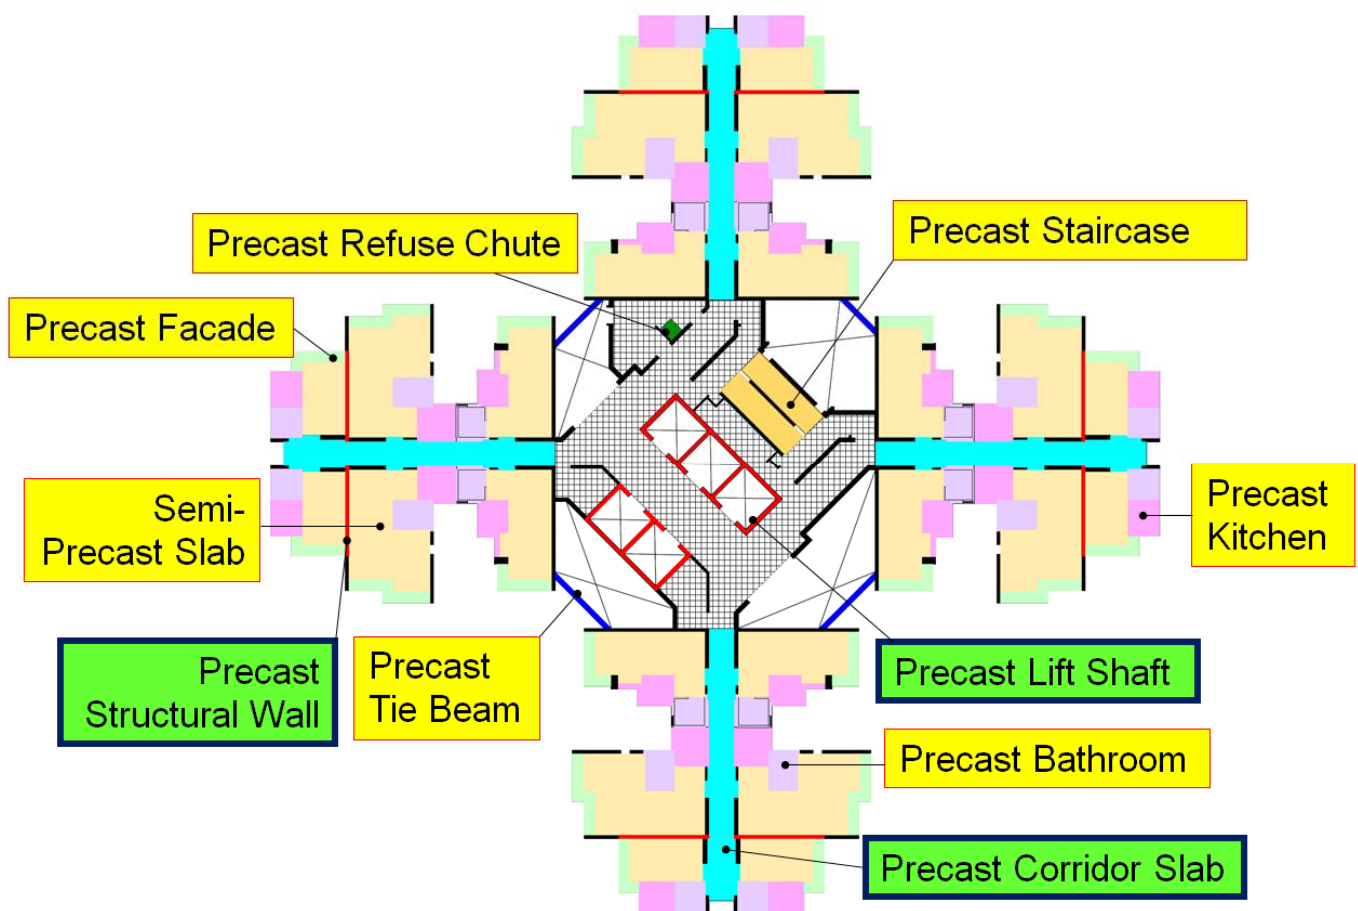 Precast Refuse Chute
Precast Staircase
Precast Facade
Semi-
Precast Slab
Precast
Kitchen
Precast
Structural Wall
Precast
Tie Beam
Precast Lift Shaft
Precast Bathroom
Precast Corridor Slab